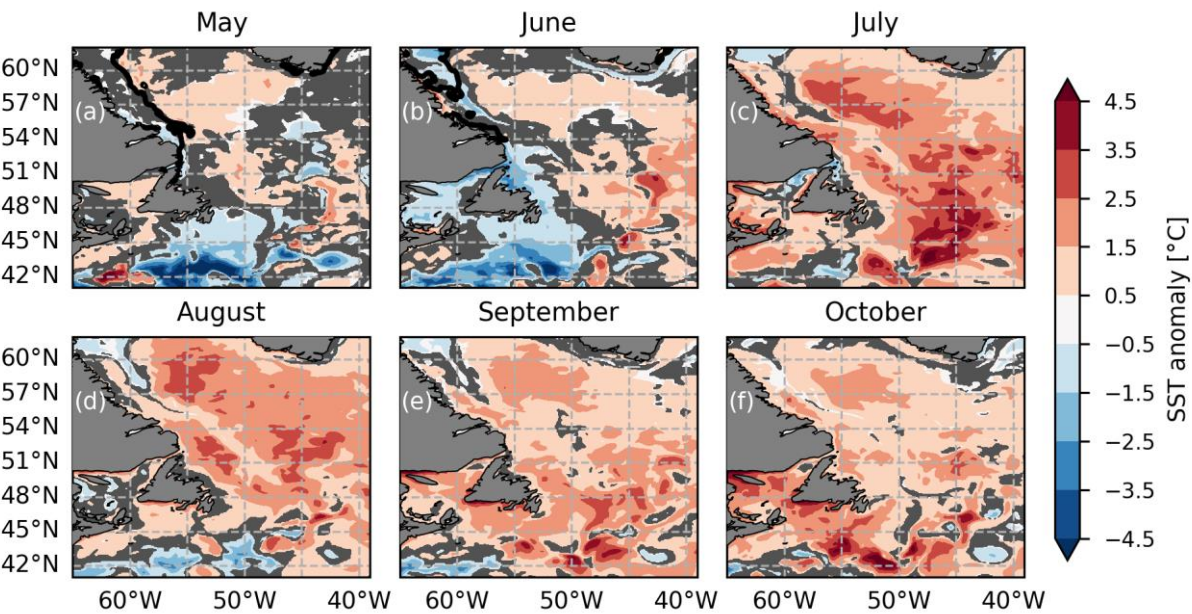 May June July
60°N
57°N
54°N
51°N
48°N
45°N
42°N
(a) (b) (c)
August September October
60°N
57°N
54°N
51°N
48°N
45°N
42°N
(d) (e) (f)
60°W 50°W 40°W 60°W 50°W 40°W 60°W 50°W 40°W
4.5
3.5
2.5
1.5
0.5
−0.5
−1.5
−2.5
−3.5
−4.5
SST anomaly [°C]